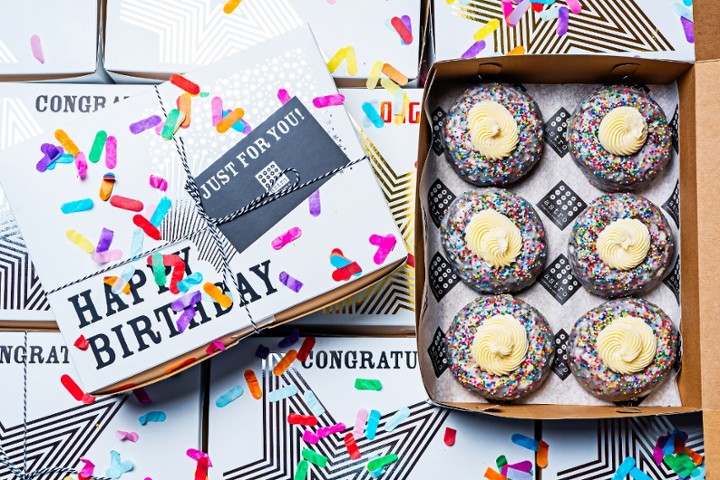 CONGRA
JUST FOR YOU!
HAPPY
BIRTHDAY
NGRAT
CONGRATU